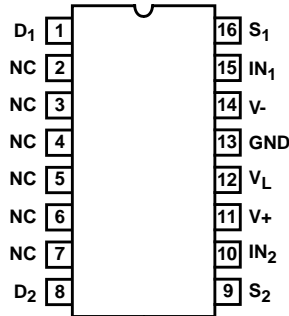 D1 1 16 S1
NC 2 15 IN1
NC 3 14 V-
NC 4 13 GND
NC 5 12 VL
NC 6 11 V+
NC 7 10 IN2
D2 8 9 S2